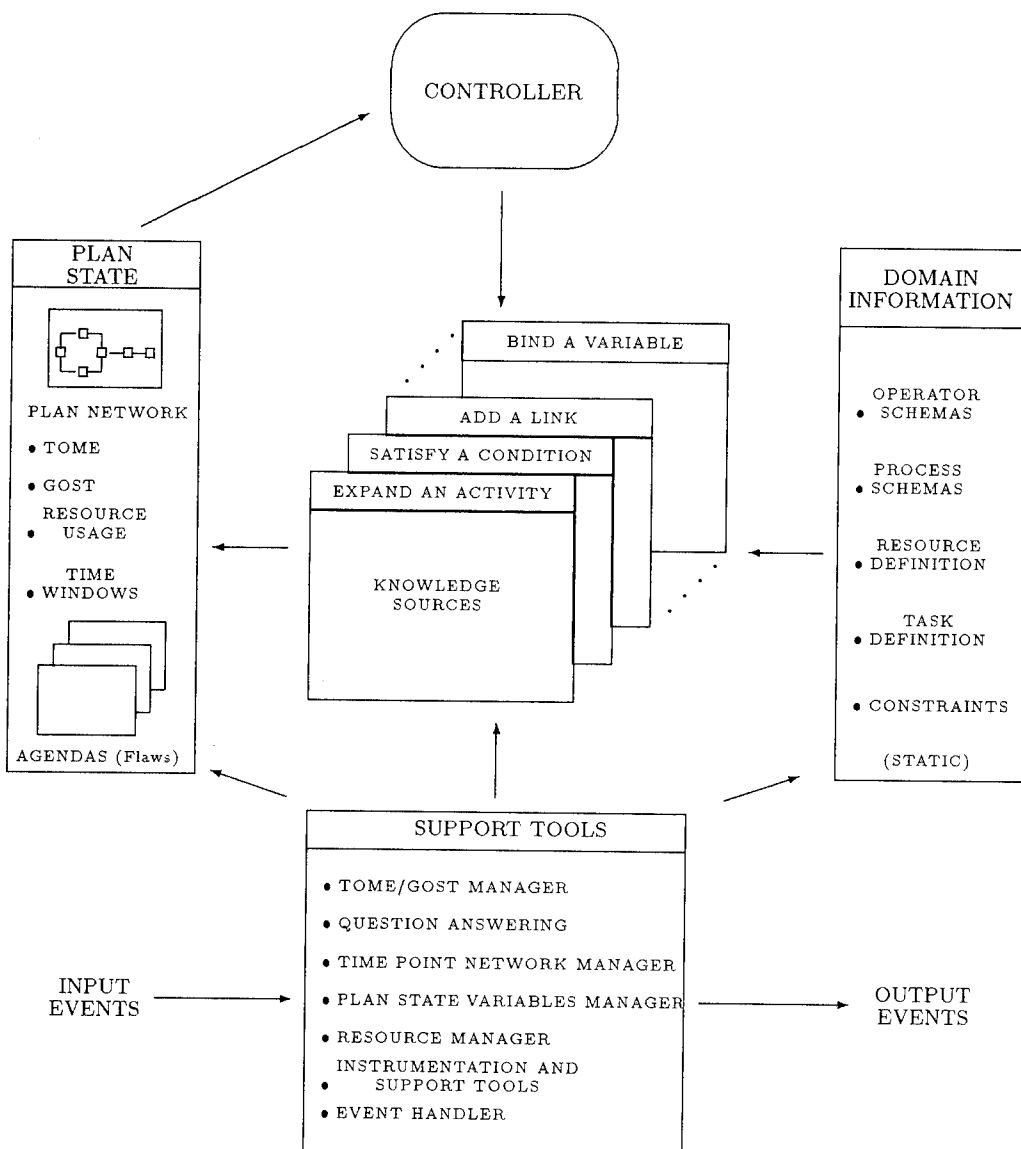 CONTROLLER
PLAN
STATE
PLAN NETWORK
• TOME
• GOST
RESOURCE
• USAGE
TIME
• WINDOWS
AGENDAS (Flaws)
BIND A VARIABLE
ADD A LINK
SATISFY A CONDITION
EXPAND AN ACTIVITY
KNOWLEDGE
SOURCES
DOMAIN
INFORMATION
OPERATOR
• SCHEMAS
PROCESS
• SCHEMAS
RESOURCE
• DEFINITION
TASK
• DEFINITION
• CONSTRAINTS
(STATIC)
SUPPORT TOOLS
• TOME/GOST MANAGER
• QUESTION ANSWERING
• TIME POINT NETWORK MANAGER
• PLAN STATE VARIABLES MANAGER
• RESOURCE MANAGER
INSTRUMENTATION AND
• SUPPORT TOOLS
• EVENT HANDLER
INPUT
EVENTS
OUTPUT
EVENTS